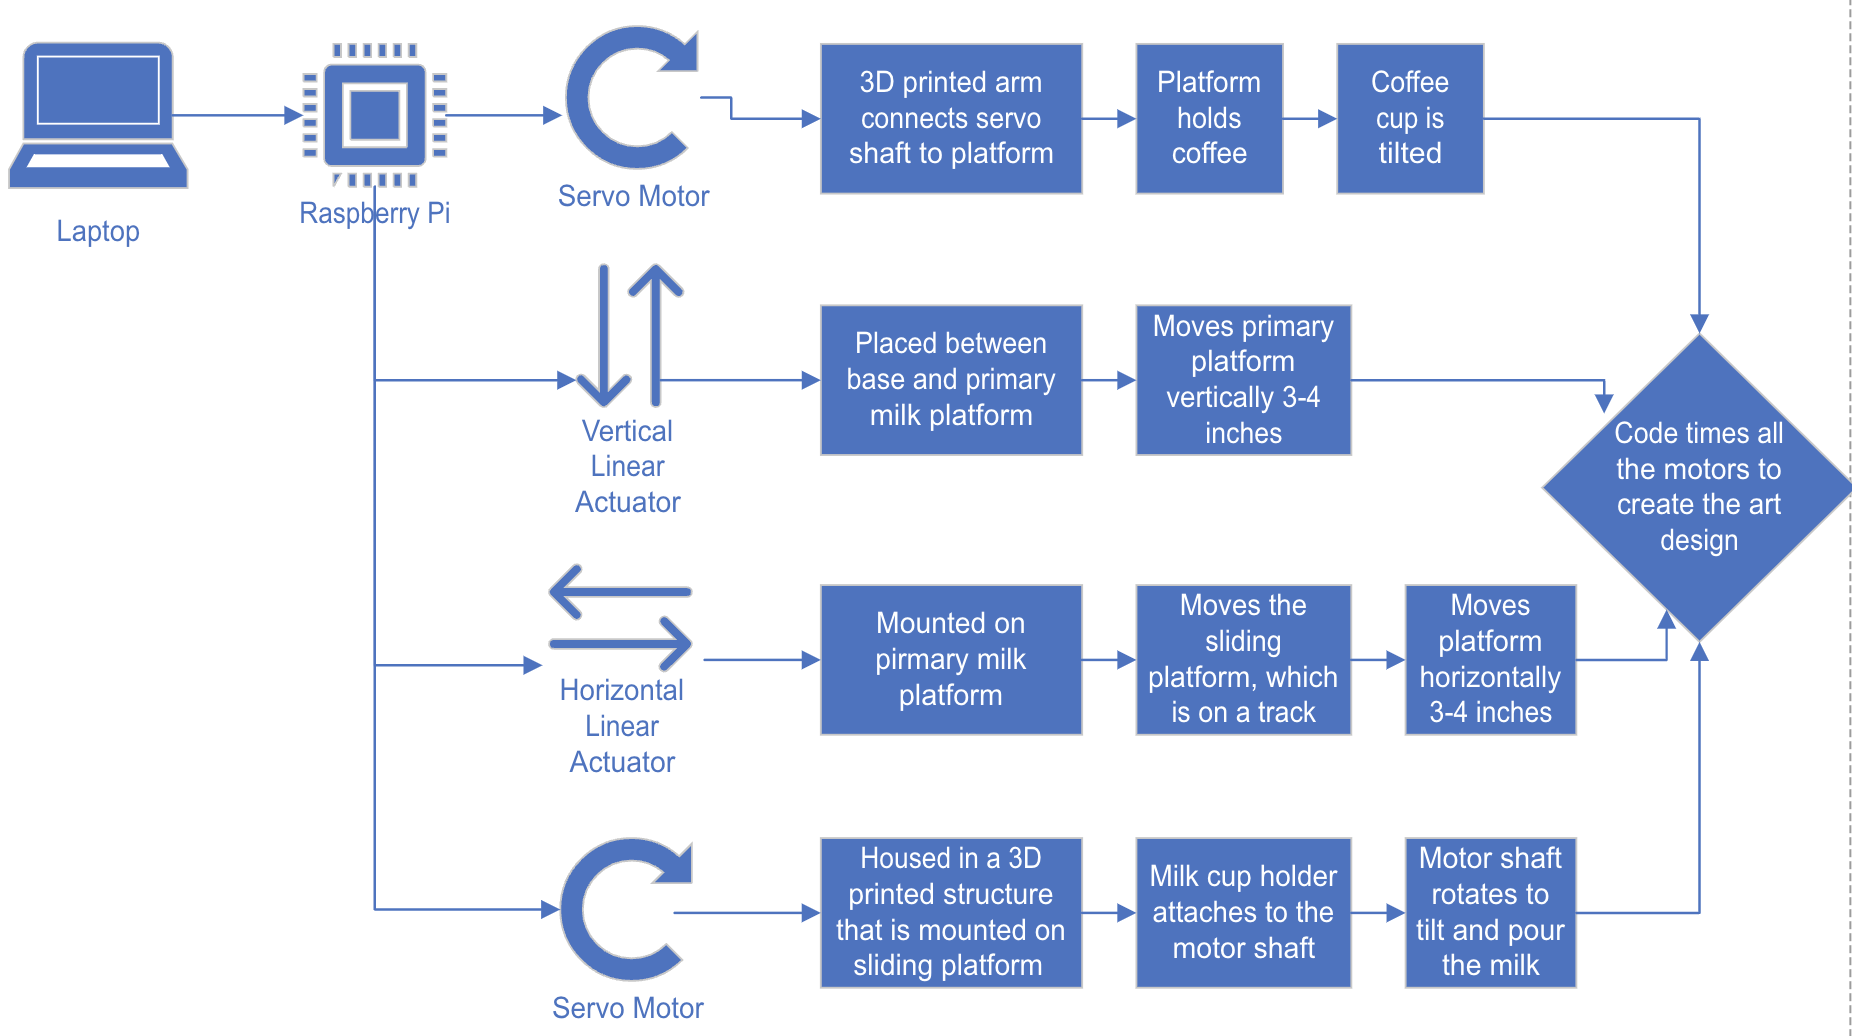 Laptop
Raspberry Pi
Servo Motor
3D printed arm
connects servo
shaft to platform
Platform
holds
coffee
Coffee
cup is
tilted
Vertical
Linear
Actuator
Placed between
base and primary
milk platform
Moves primary
platform
vertically 3-4
inches
Code times all
the motors to
create the art
design
Horizontal
Linear
Actuator
Mounted on
pirmary milk
platform
Moves the
sliding
platform, which
is on a track
Moves
platform
horizontally
3-4 inches
Servo Motor
Housed in a 3D
printed structure
that is mounted on
sliding platform
Milk cup holder
attaches to the
motor shaft
Motor shaft
rotates to
tilt and pour
the milk